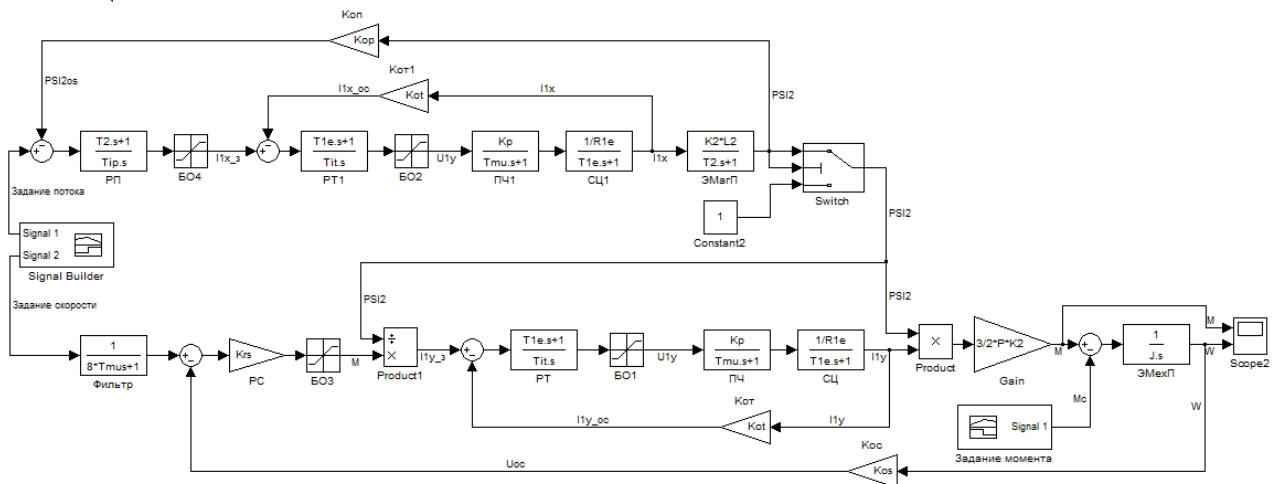 Коп
Kop
PSI2os
Кот1
Kot
I1x_ос
I1x
PSI2
T2.s+1
Tip.s
РП
БО4
I1x_з
T1e.s+1
Tit.s
РТ1
БО2
U1y
Kp
Tmu.s+1
ПЧ1
1/R1e
T1e.s+1
СЦ1
I1x
K2*L2
T2.s+1
ЭМагП
Switch
1
Constant2
Задание потока
Signal 1
Signal 2
Signal Builder
Задание скорости
PSI2
PSI2
PSI2
1
8*Tmus+1
Фильтр
Krs
РС
БО3
M
Product1
I1y_з
T1e.s+1
Tit.s
РТ
БО1
U1y
Kp
Tmu.s+1
ПЧ
1/R1e
T1e.s+1
СЦ
I1y
Product
3/2*P*K2
Gain
M
M
1
J.s
ЭМехП
W
Scope2
Mc
W
Signal 1
Задание момента
Кот
Kot
I1y_ос
I1y
Кос
Kos
Uос